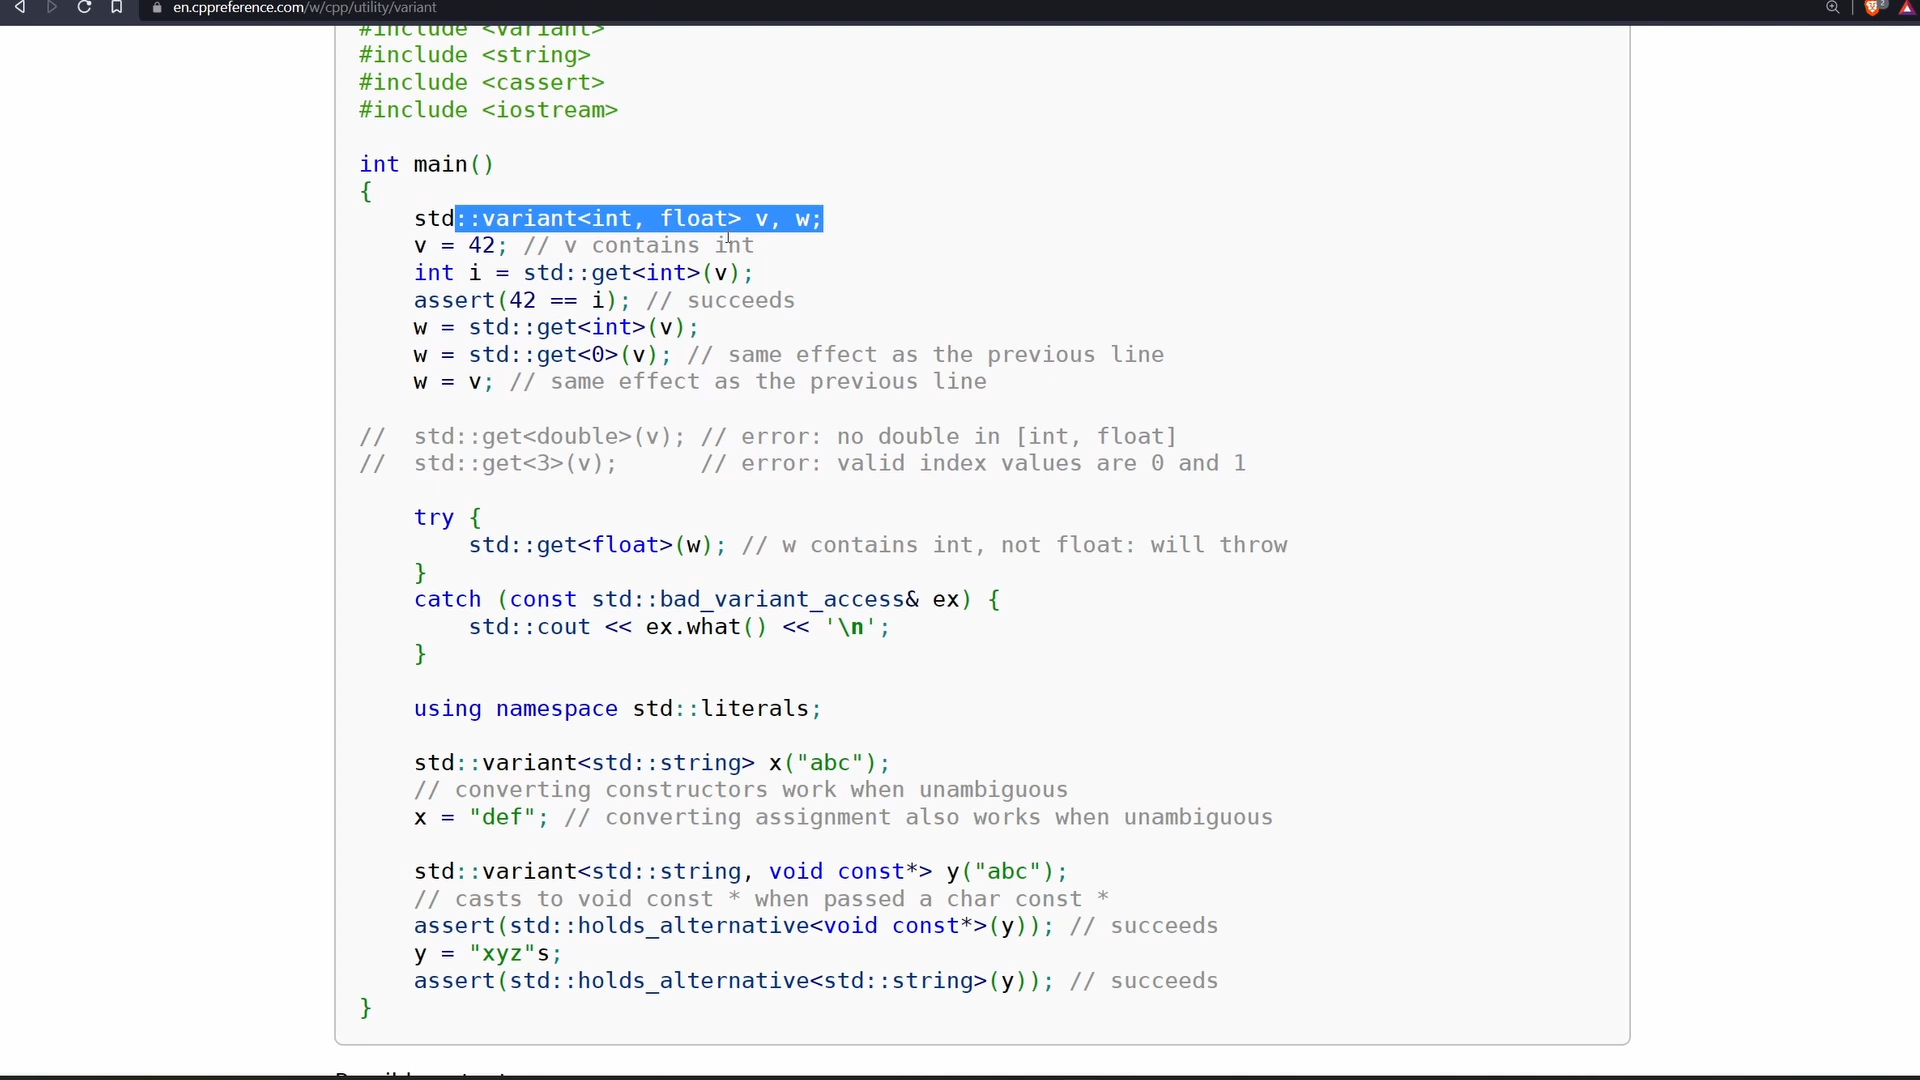 en.cppreference.com/w/cpp/utility/variant
2
#include <variant>
#include <string>
#include <cassert>
#include <iostream>
int main()
{
    std::variant<int, float> v, w;
    v = 42; // v contains int
    int i = std::get<int>(v);
    assert(42 == i); // succeeds
    w = std::get<int>(v);
    w = std::get<0>(v); // same effect as the previous line
    w = v; // same effect as the previous line
//  std::get<double>(v); // error: no double in [int, float]
//  std::get<3>(v);      // error: valid index values are 0 and 1
    try {
        std::get<float>(w); // w contains int, not float: will throw
    }
    catch (const std::bad_variant_access& ex) {
        std::cout << ex.what() << '\n';
    }
    using namespace std::literals;
    std::variant<std::string> x("abc");
    // converting constructors work when unambiguous
    x = "def"; // converting assignment also works when unambiguous
    std::variant<std::string, void const*> y("abc");
    // casts to void const * when passed a char const *
    assert(std::holds_alternative<void const*>(y)); // succeeds
    y = "xyz"s;
    assert(std::holds_alternative<std::string>(y)); // succeeds
}